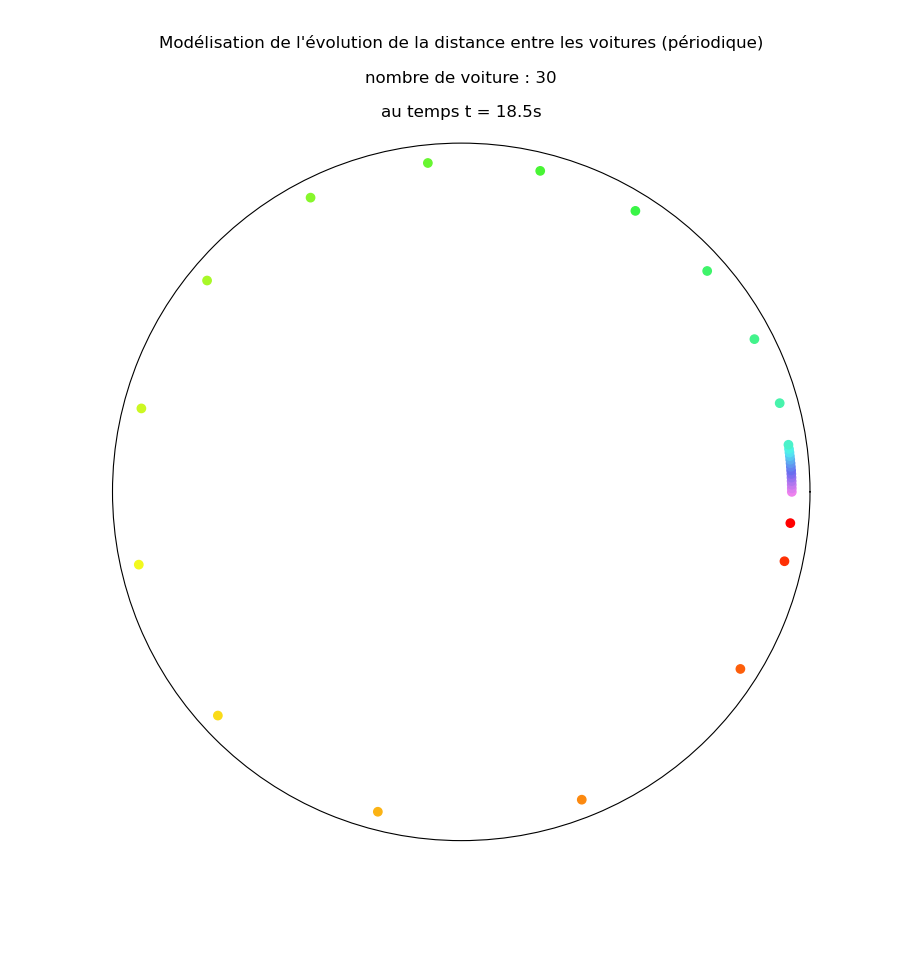 Modélisation de l'évolution de la distance entre les voitures (périodique)
nombre de voiture : 30
au temps t = 18.5s